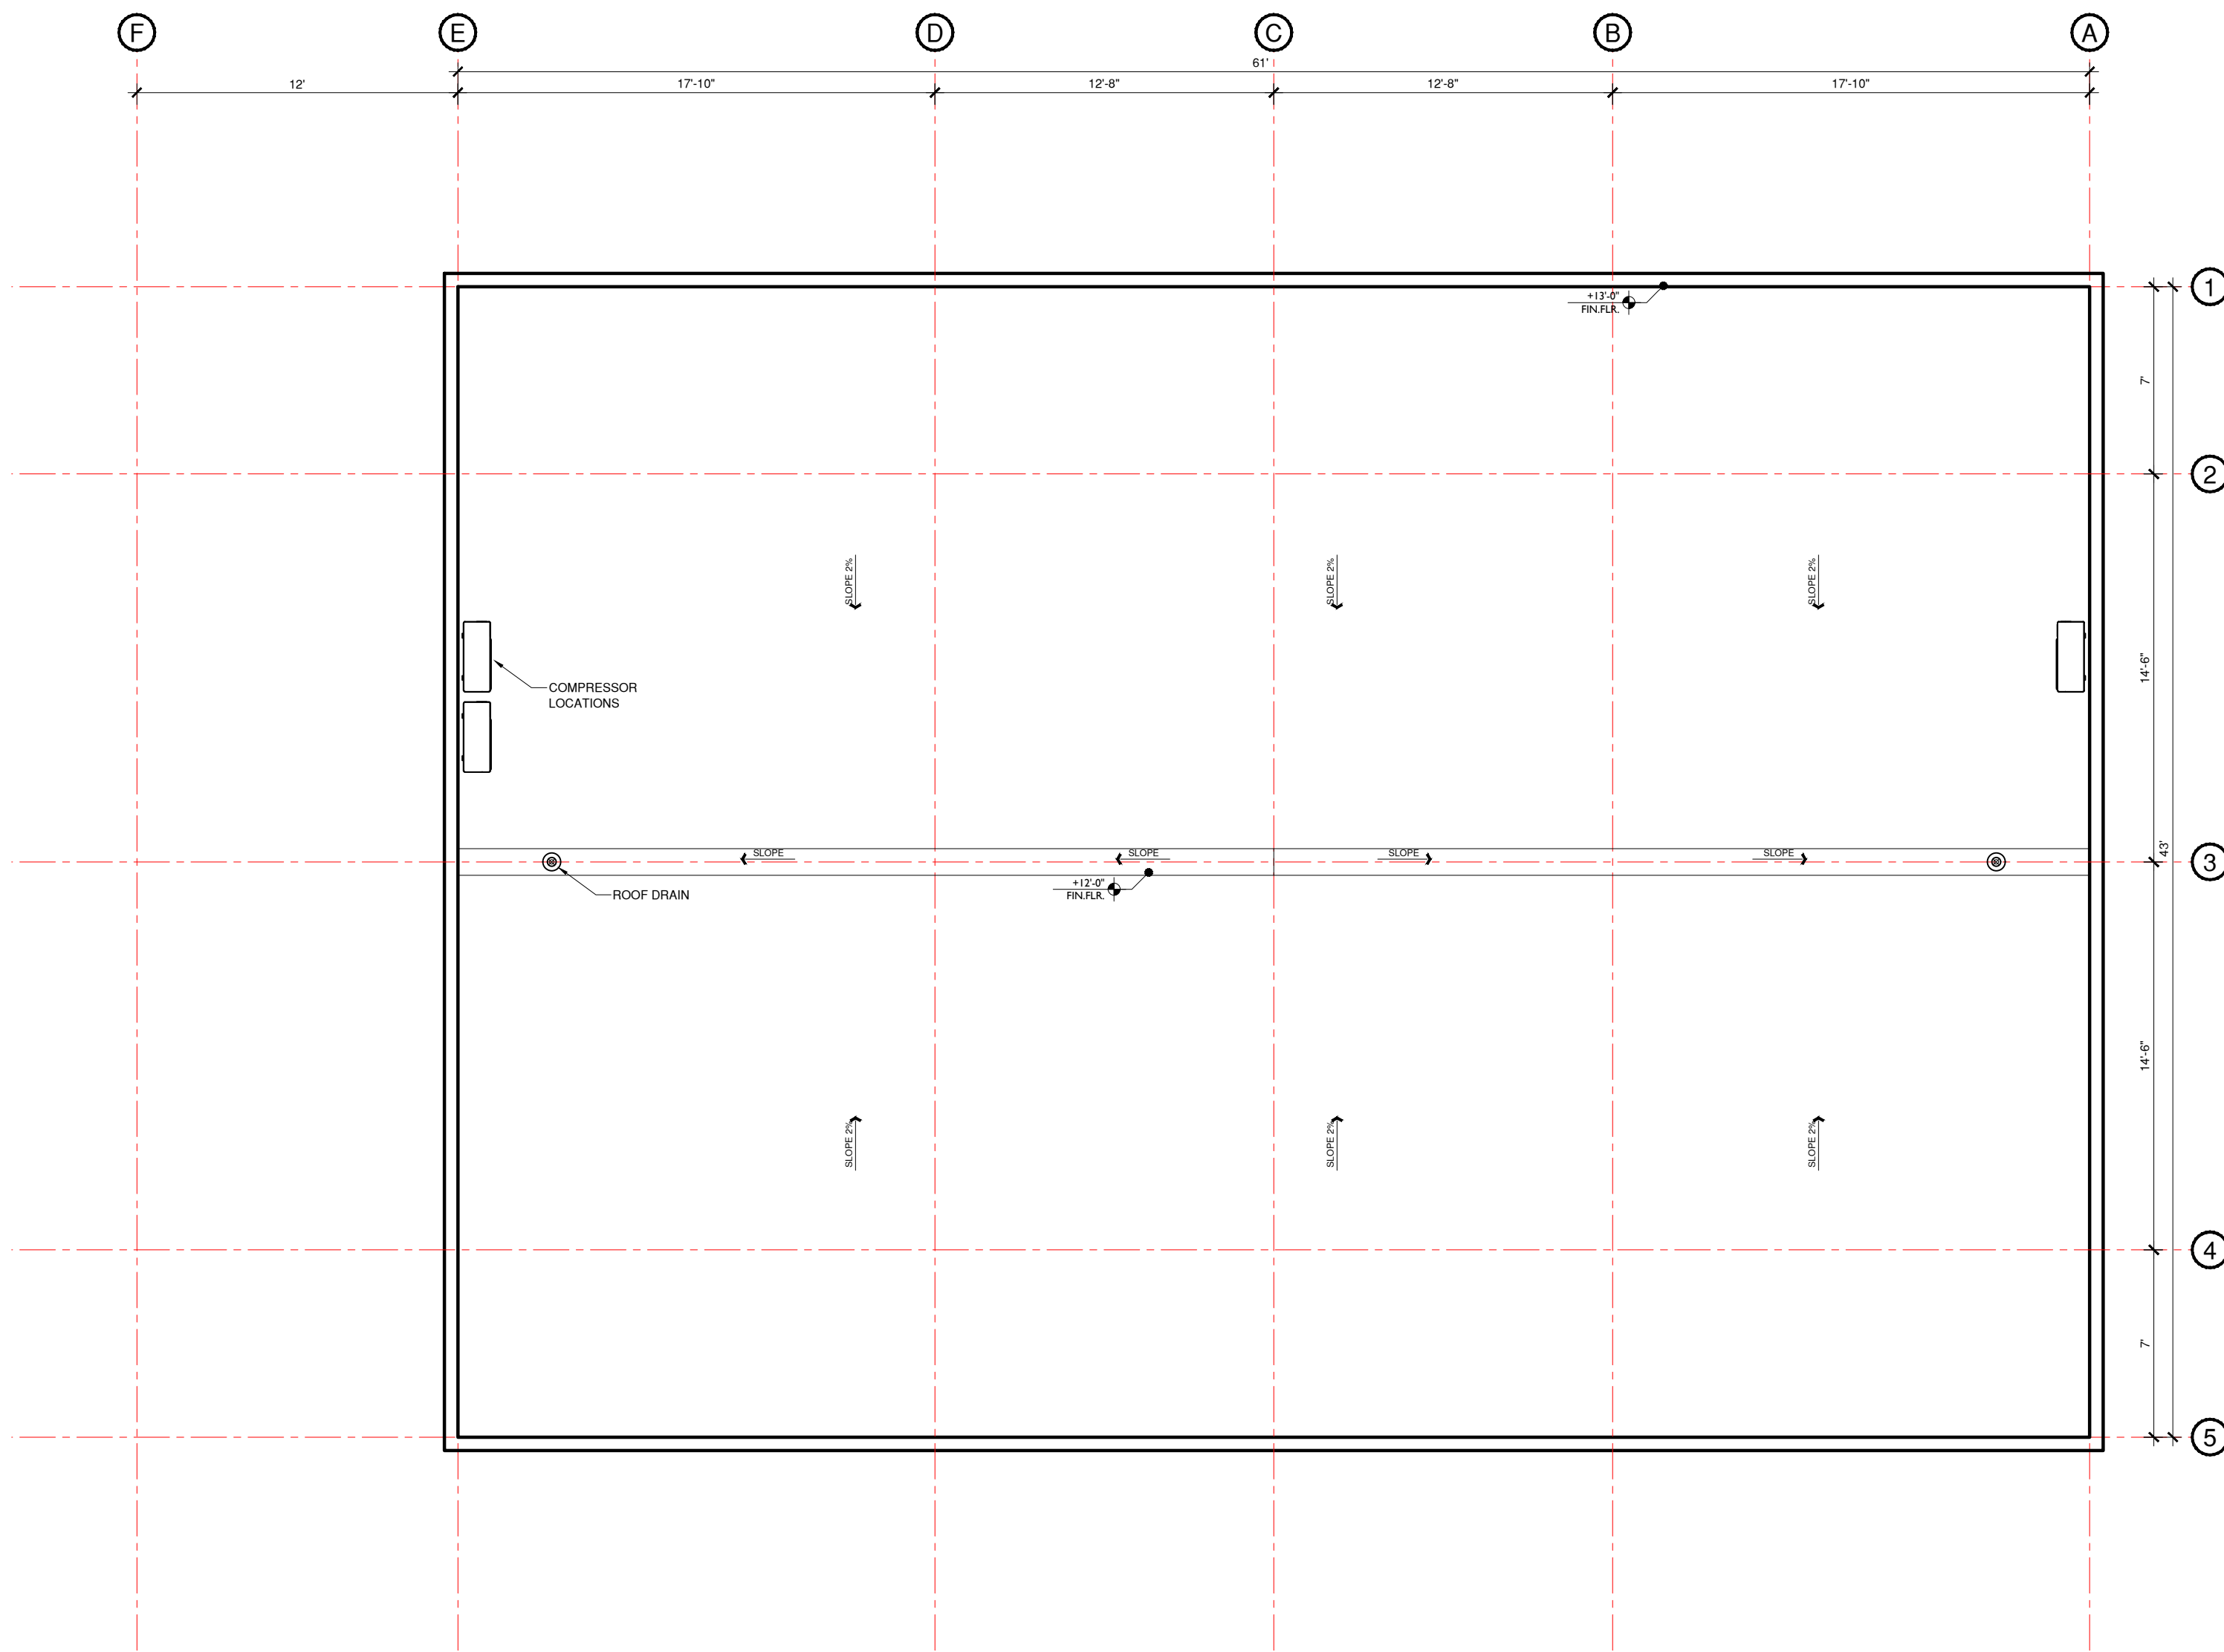 F
E
D
C
B
A
61'
12'
17'-10"
12'-8"
12'-8"
17'-10"
1
+13'-0"
FIN.FLR.
7'
2
SLOPE 2%
SLOPE 2%
SLOPE 2%
14'-6"
COMPRESSOR
LOCATIONS
SLOPE
SLOPE
SLOPE
SLOPE
43'
3
+12'-0"
FIN.FLR.
ROOF DRAIN
14'-6"
SLOPE 2%
SLOPE 2%
SLOPE 2%
4
7'
5